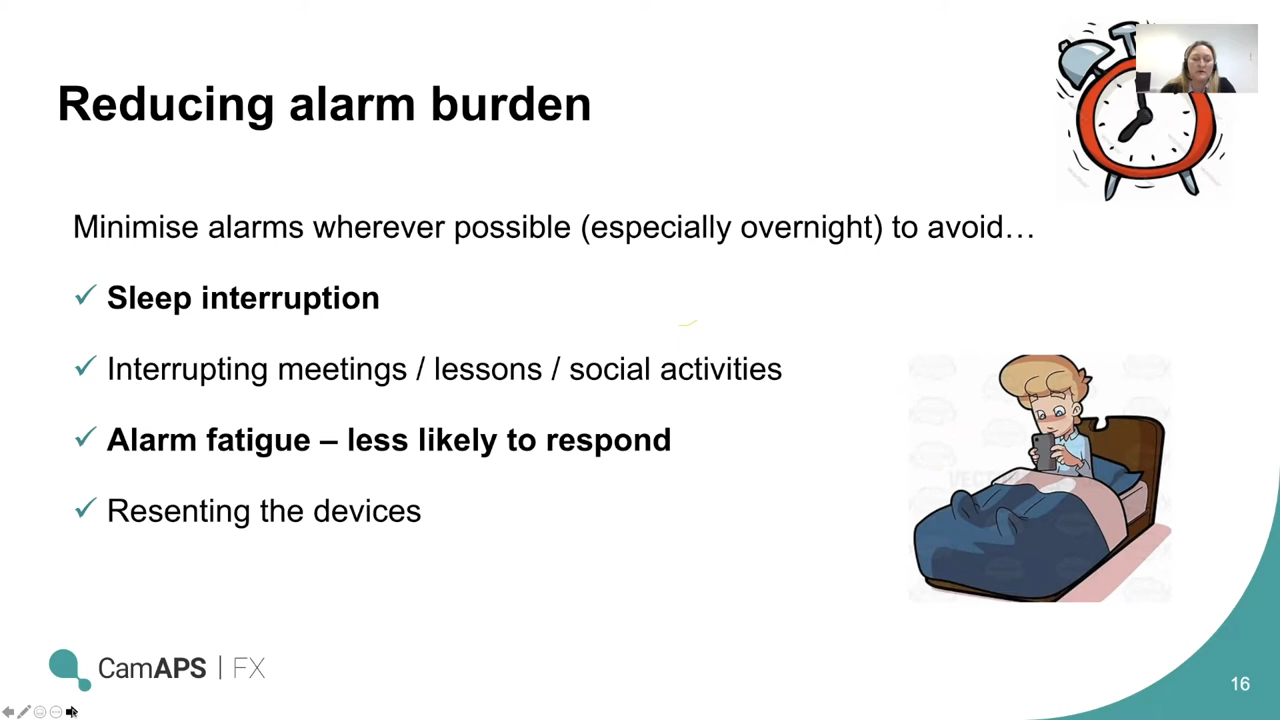 Reducing alarm burden
Minimise alarms wherever possible (especially overnight) to avoid…
Sleep interruption
Interrupting meetings / lessons / social activities
Alarm fatigue – less likely to respond
Resenting the devices
CamAPS | FX
16